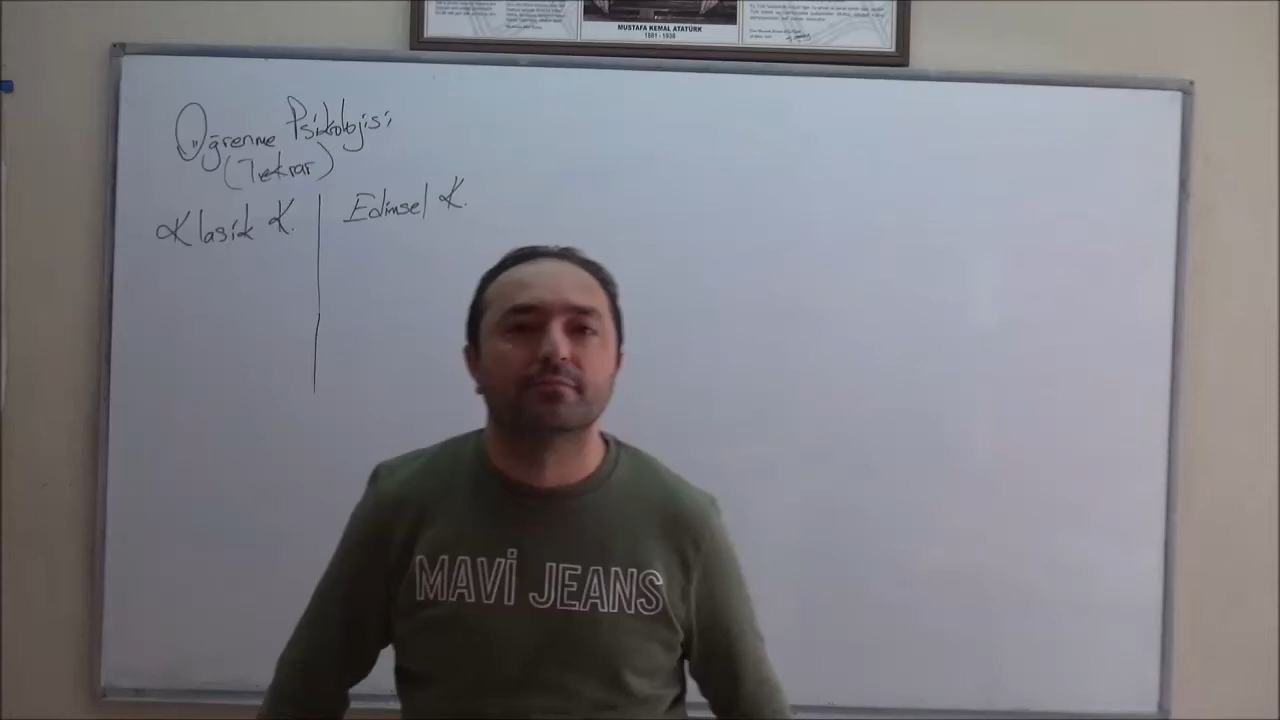 MUSTAFA KEMAL ATATÜRK
1881 - 1938
Öğrenme Psikolojisi
(Tekrar)
Klasik K.
Edimsel K.
MAVİ JEANS